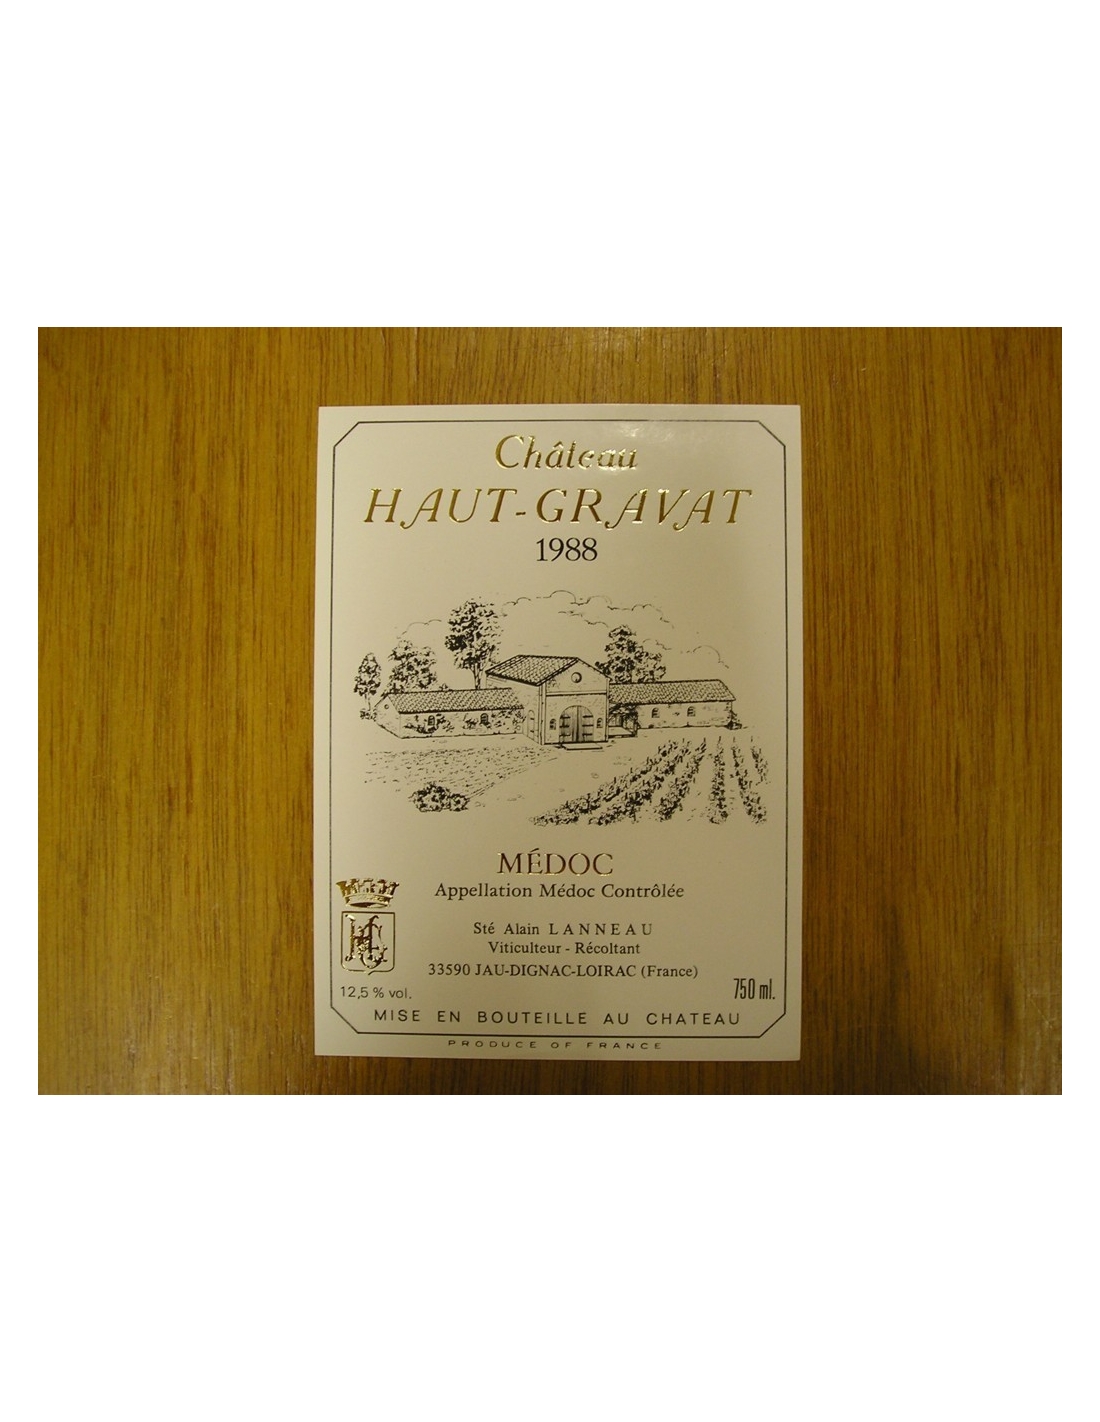 Château
HAUT-GRAVAT
1988
MÉDOC
Appellation Médoc Contrôlée
Sté Alain LANNEAU
Viticulteur - Récoltant
33590 JAU-DIGNAC-LOIRAC (France)
12,5 % vol.
750 ml.
MISE EN BOUTEILLE AU CHATEAU
PRODUCE OF FRANCE